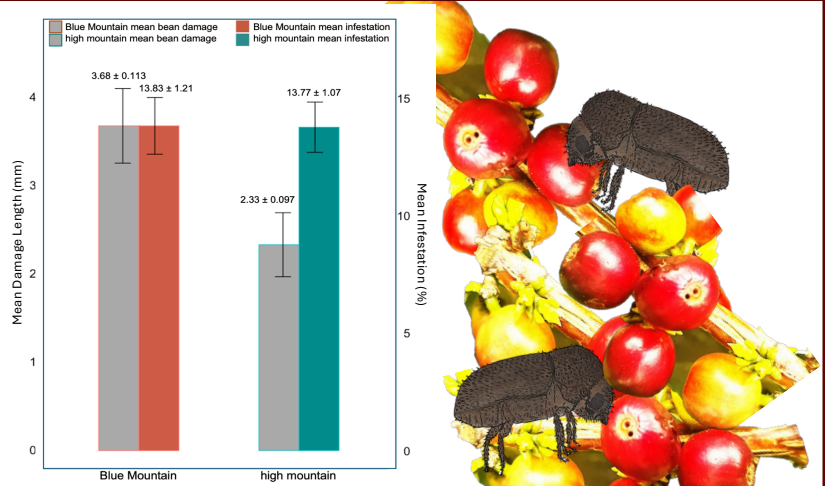 Blue Mountain mean bean damage
Blue Mountain mean infestation
high mountain mean bean damage
high mountain mean infestation
3.68 ± 0.113
13.83 ± 1.21
13.77 ± 1.07
2.33 ± 0.097
4
3
2
1
0
Mean Damage Length (mm)
15
10
5
0
Mean Infestation (%)
Blue Mountain
high mountain